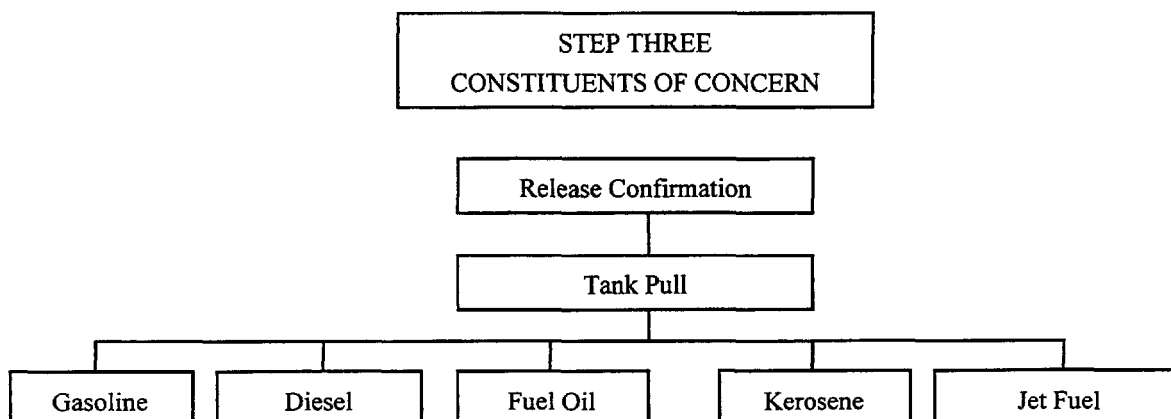 STEP THREE
CONSTITUENTS OF CONCERN
Release Confirmation
Tank Pull
Gasoline Diesel Fuel Oil Kerosene Jet Fuel